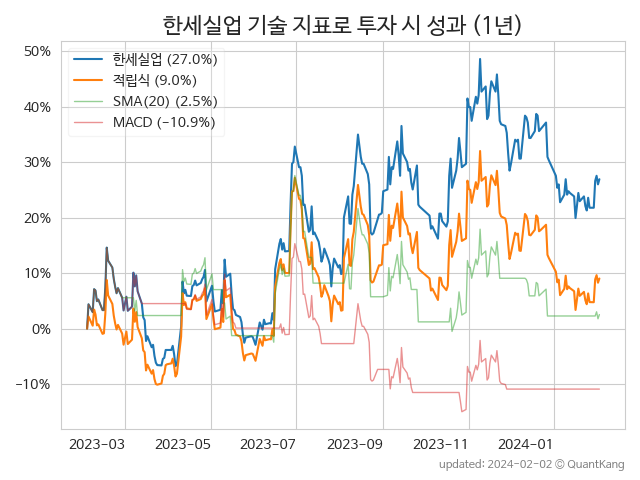 한세실업 기술 지표로 투자 시 성과 (1년)
한세실업 (27.0%)
적립식 (9.0%)
SMA(20) (2.5%)
MACD (−10.9%)
50%
40%
30%
20%
10%
0%
−10%
2023-03 2023-05 2023-07 2023-09 2023-11 2024-01
updated: 2024-02-02 © QuantKang